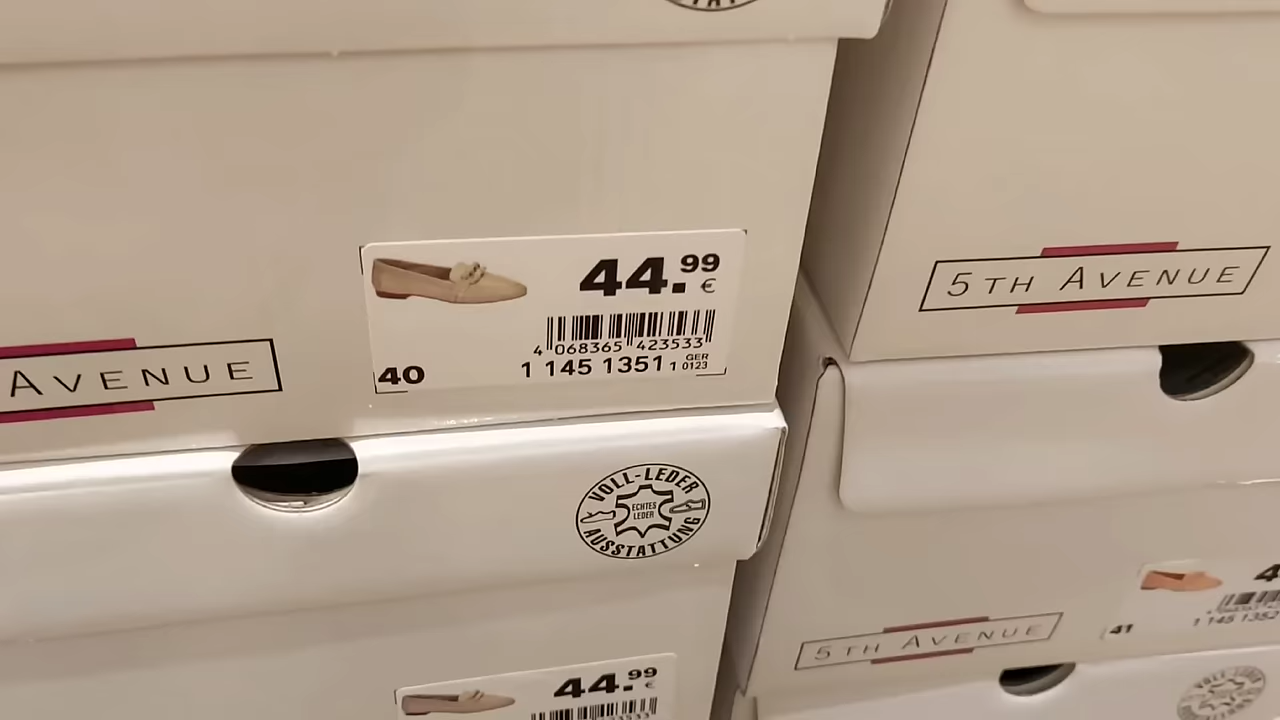 44.99
€
4 068365 423533
40
1 145 1351 1 GER 0123
AVENUE
5TH AVENUE
VOLL-LEDER
ECHTES
LEDER
AUSSTATTUNG
44.99
€
5TH AVENUE
41
1 145 1352